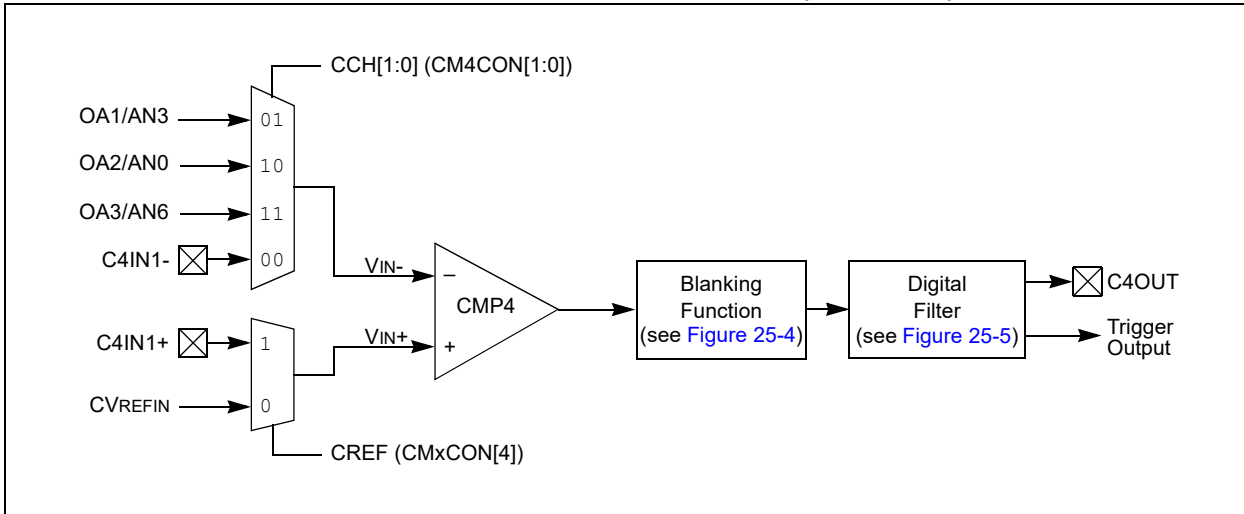 CCH[1:0] (CM4CON[1:0])
OA1/AN3
01
OA2/AN0
10
OA3/AN6
11
C4IN1-
00
VIN-
–
CMP4
C4IN1+
1
VIN+
+
CVREFIN
0
CREF (CMxCON[4])
Blanking
Function
(see Figure 25-4)
Digital
Filter
(see Figure 25-5)
C4OUT
Trigger
Output